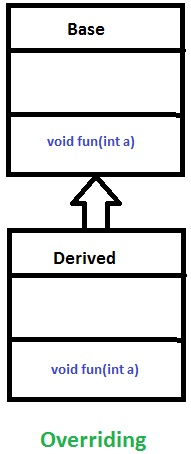 Base
void fun(int a)
Derived
void fun(int a)
Overriding